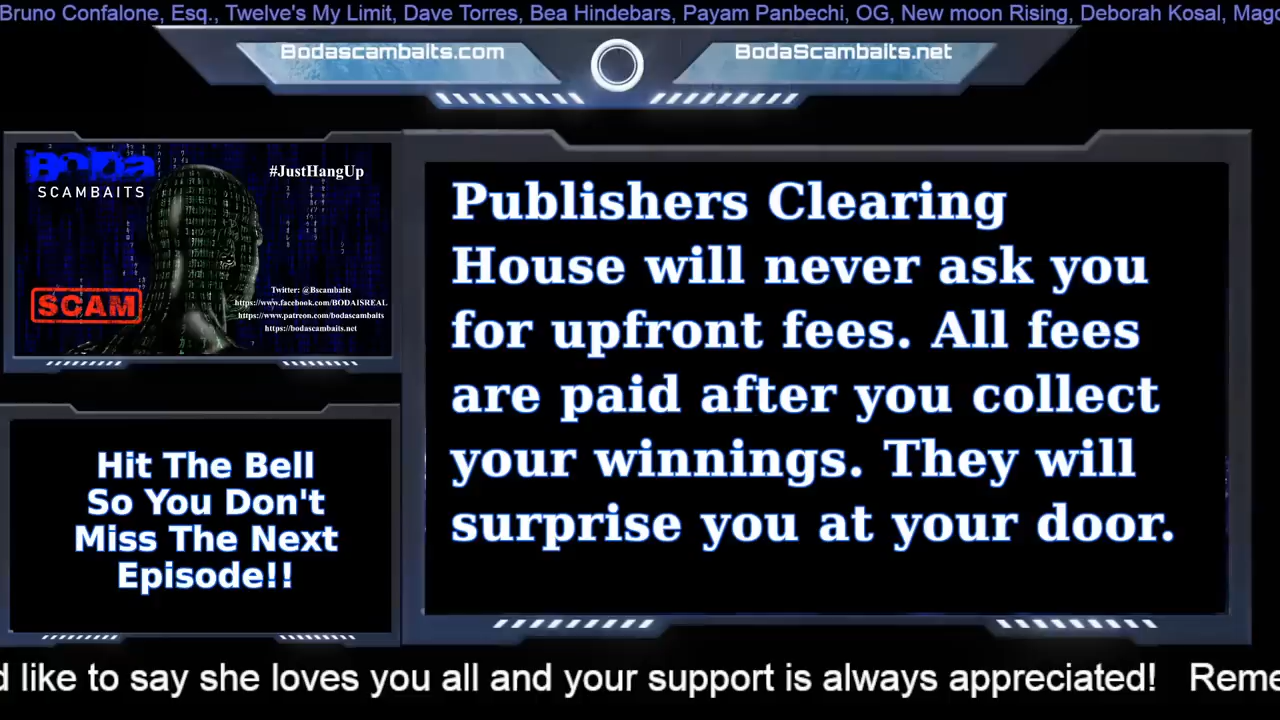 Bruno Confalone, Esq., Twelve's My Limit, Dave Torres, Bea Hindebars, Payam Panbechi, OG, New moon Rising, Deborah Kosal,
Bodascambaits.com
BodaScambaits.net
BODA
SCAMBAITS
#JustHangUp
SCAM
Twitter: @Bscambaits
https://www.facebook.com/BODAISREAL
https://www.patreon.com/bodascambaits
https://bodascambaits.net
Publishers Clearing
House will never ask you
for upfront fees. All fees
are paid after you collect
your winnings. They will
surprise you at your door.
Hit The Bell
So You Don't
Miss The Next
Episode!!
d like to say she loves you all and your support is always appreciated! Reme